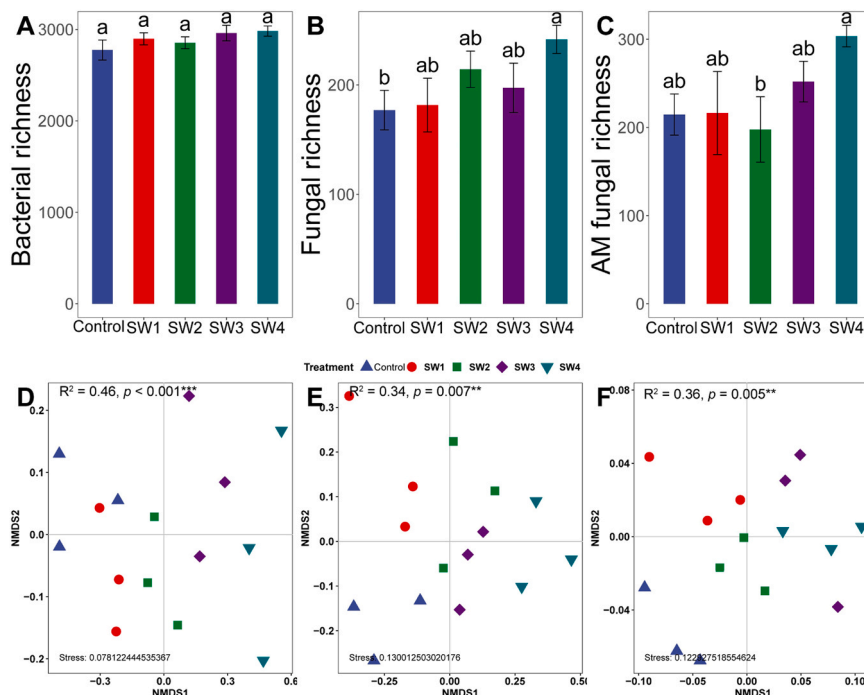 A
B
C
Bacterial richness
3000
2000
1000
0
a
a
a
a
a
Control
SW1
SW2
SW3
SW4
Fungal richness
200
100
0
b
ab
ab
ab
a
Control
SW1
SW2
SW3
SW4
AM fungal richness
300
200
100
0
ab
ab
b
ab
a
Control
SW1
SW2
SW3
SW4
Treatment Control SW1 SW2 SW3 SW4
D
R² = 0.46, p < 0.001***
NMDS2
0.2
0.1
0.0
−0.1
−0.2
Stress: 0.078122444535367
−0.3 0.0 0.3 0.6
NMDS1
E
R² = 0.34, p = 0.007**
NMDS2
0.3
0.2
0.1
0.0
−0.1
−0.2
Stress: 0.130012503020176
−0.25 0.00 0.25 0.50
NMDS1
F
R² = 0.36, p = 0.005**
NMDS2
0.08
0.04
0.00
−0.04
Stress:
−0.10 −0.05 0.00 0.05 0.10
NMDS1